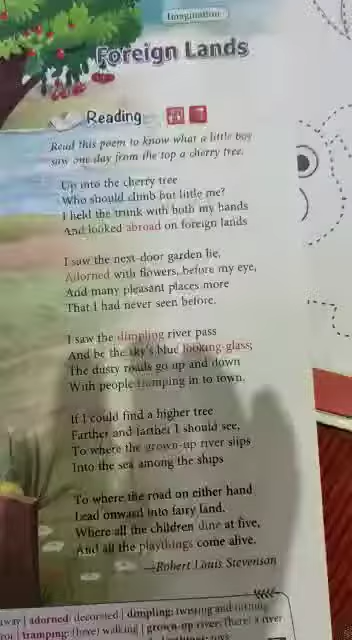 Imagination
Foreign Lands
Reading
Read this poem to know what a little boy
saw one day from the top a cherry tree.
Up into the cherry tree
Who should climb but little me?
I held the trunk with both my hands
And looked abroad on foreign lands
I saw the next-door garden lie,
Adorned with flowers, before my eye,
And many pleasant places more
That I had never seen before.
I saw the dimpling river pass
And be the sky's blue looking-glass;
The dusty roads go up and down
With people tramping in to town.
If I could find a higher tree
Farther and farther I should see,
To where the grown-up river slips
Into the sea among the ships
To where the road on either hand
Lead onward into fairy land,
Where all the children dine at five,
And all the playthings come alive.
—Robert Louis Stevenson
away | adorned: decorated | dimpling: twisting and turning
tramping: (here) walking | grown-up river: (here) a river